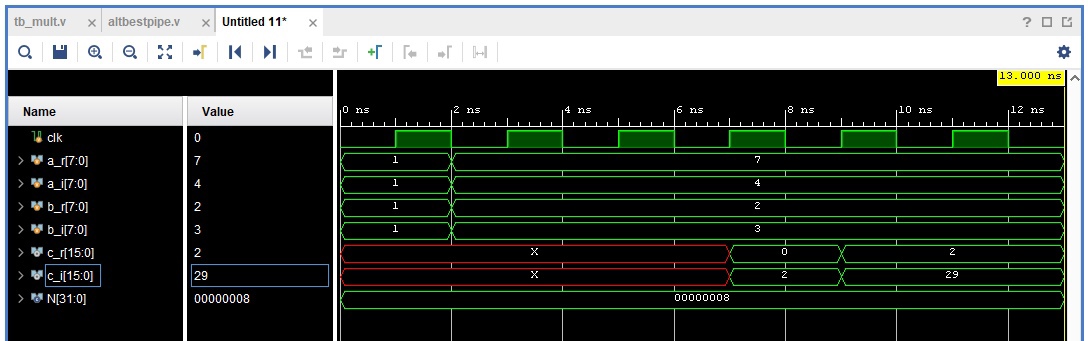 tb_mult.v × altbestpipe.v × Untitled 11* ×
?
13.000 ns
Name Value
0 ns 2 ns 4 ns 6 ns 8 ns 10 ns 12 ns
clk 0
a_r[7:0] 7 1 7
a_i[7:0] 4 1 4
b_r[7:0] 2 1 2
b_i[7:0] 3 1 3
c_r[15:0] 2 X 0 2
c_i[15:0] 29 X 2 29
N[31:0] 00000008 00000008